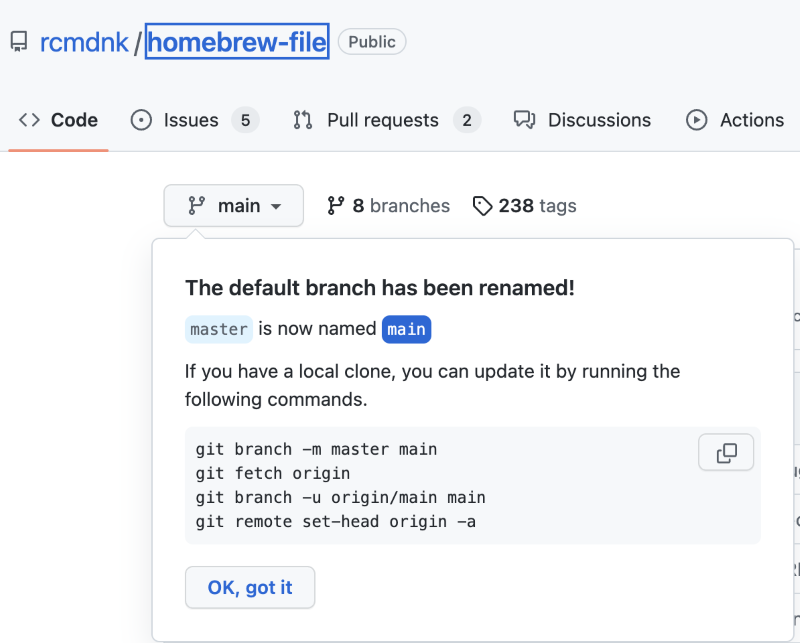 rcmdnk / homebrew-file Public
Code Issues 5 Pull requests 2 Discussions Actions
main 8 branches 238 tags
The default branch has been renamed!
master is now named main
If you have a local clone, you can update it by running the
following commands.
git branch -m master main
git fetch origin
git branch -u origin/main main
git remote set-head origin -a
OK, got it